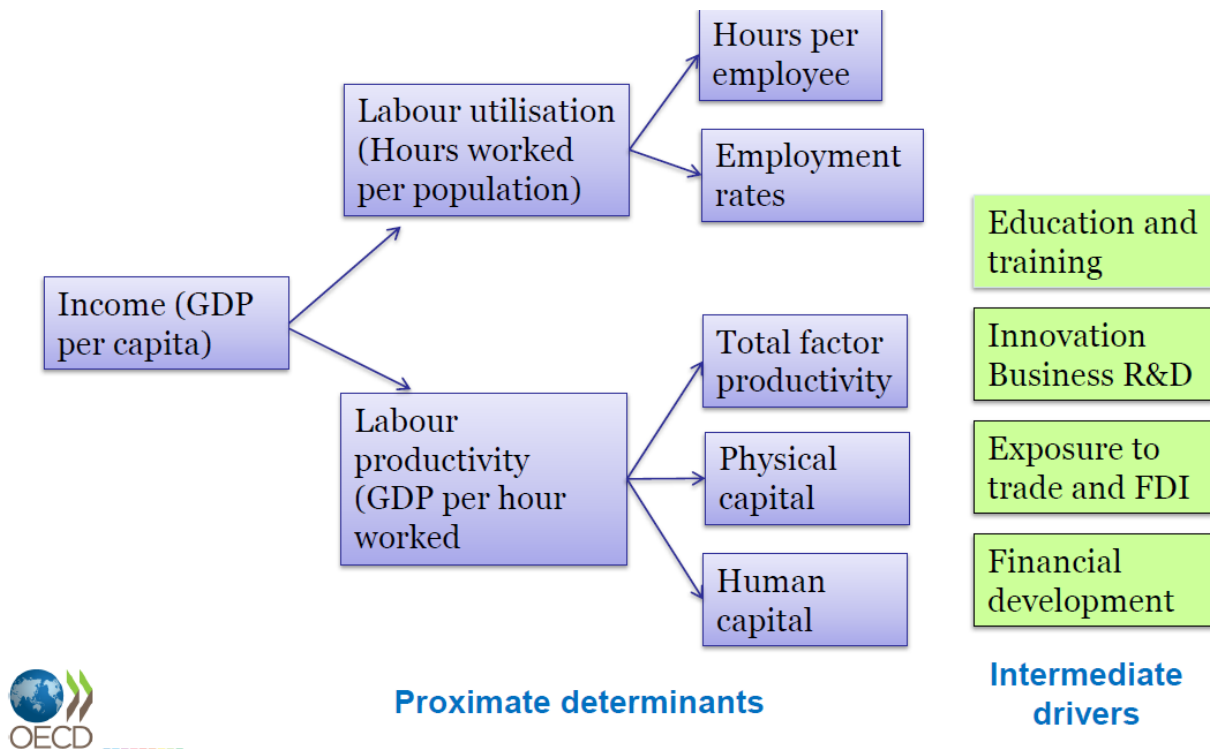 Hours per
employee
Labour utilisation
(Hours worked
per population)
Employment
rates
Education and
training
Income (GDP
per capita)
Total factor
productivity
Innovation
Business R&D
Labour
productivity
(GDP per hour
worked
Physical
capital
Exposure to
trade and FDI
Human
capital
Financial
development
Proximate determinants
Intermediate
drivers
OECD